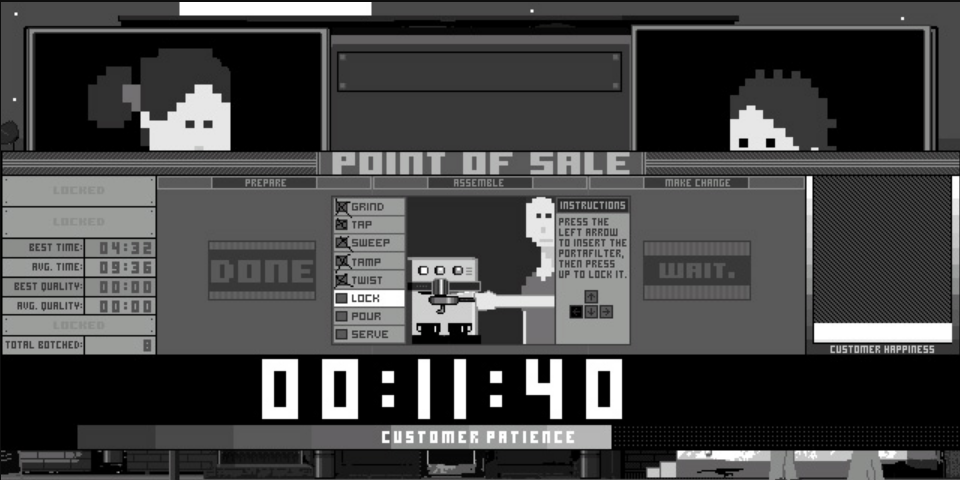 POINT OF SALE
PREPARE
ASSEMBLE
MAKE CHANGE
LOCKED
LOCKED
BEST TIME: 04:32
AVG. TIME: 09:36
BEST QUALITY: 00:00
AVG. QUALITY: 00:00
LOCKED
TOTAL BOTCHED: 8
DONE
GRIND
TAP
SWEEP
TAMP
TWIST
LOCK
POUR
SERVE
INSTRUCTIONS
PRESS THE
LEFT ARROW
TO INSERT THE
PORTAFILTER,
THEN PRESS
UP TO LOCK IT.
WAIT.
CUSTOMER HAPPINESS
00:11:40
CUSTOMER PATIENCE